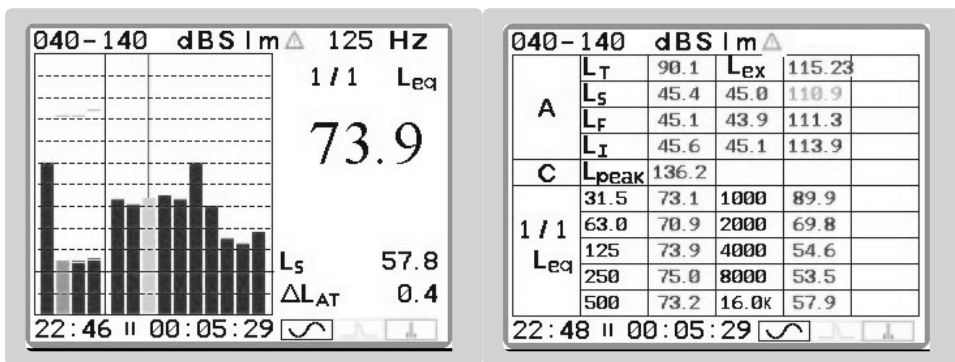 040-140 dBS lm 125 Hz
1/1 Leq
73.9
Ls 57.8
ΔLAT 0.4
22:46 II 00:05:29
040-140 dBS lm
A
LT 90.1 Lex 115.23
Ls 45.4 45.0 110.9
LF 45.1 43.9 111.3
LI 45.6 45.1 113.9
C Lpeak 136.2
1/1 Leq
31.5 73.1 1000 89.9
63.0 70.9 2000 69.8
125 73.9 4000 54.6
250 75.0 8000 53.5
500 73.2 16.0K 57.9
22:48 II 00:05:29